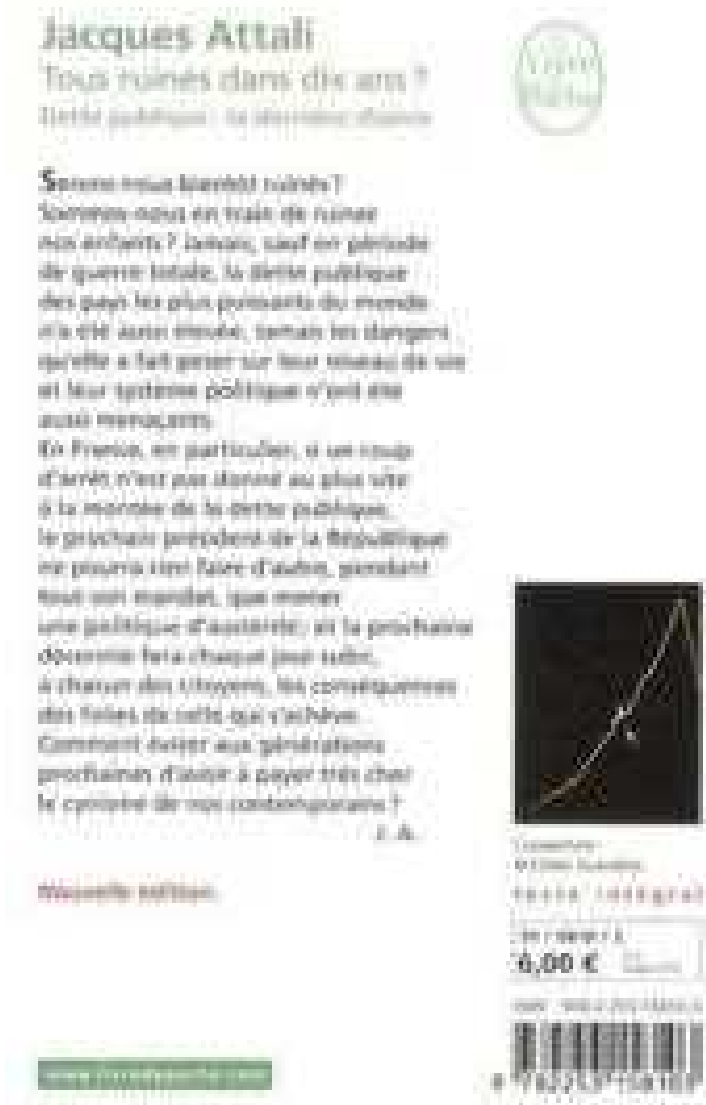 Jacques Attali
Tous ruinés dans dix ans ?
Dette publique : la dernière chance
Serons-nous bientôt ruinés ?
Sommes-nous en train de ruiner
nos enfants ? Jamais, sauf en période
de guerre totale, la dette publique
des pays les plus puissants du monde
n'a été aussi élevée. Jamais les dangers
qu'elle a fait peser sur leur niveau de vie
et leur système politique n'ont été
aussi menaçants.
En France, en particulier, si un coup
d'arrêt n'est pas donné au plus vite
à la montée de la dette publique,
le prochain président de la République
ne pourra rien faire d'autre, pendant
tout son mandat, que mener
une politique d'austérité; et la prochaine
décennie fera chaque jour subir,
à chacun des citoyens, les conséquences
des folies de celle qui s'achève.
Comment éviter aux générations
prochaines d'avoir à payer très cher
le cynisme de nos contemporains ?
J. A.
Nouvelle édition.
Couverture :
texte intégral
6,00 €
www.livredepoche.com